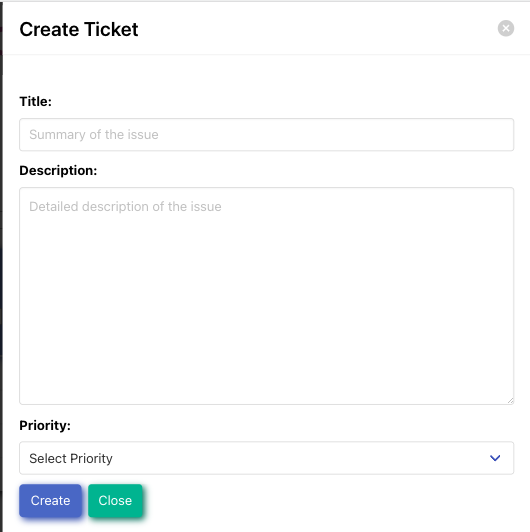 Create Ticket
Title:
Summary of the issue
Description:
Detailed description of the issue
Priority:
Select Priority
Create Close